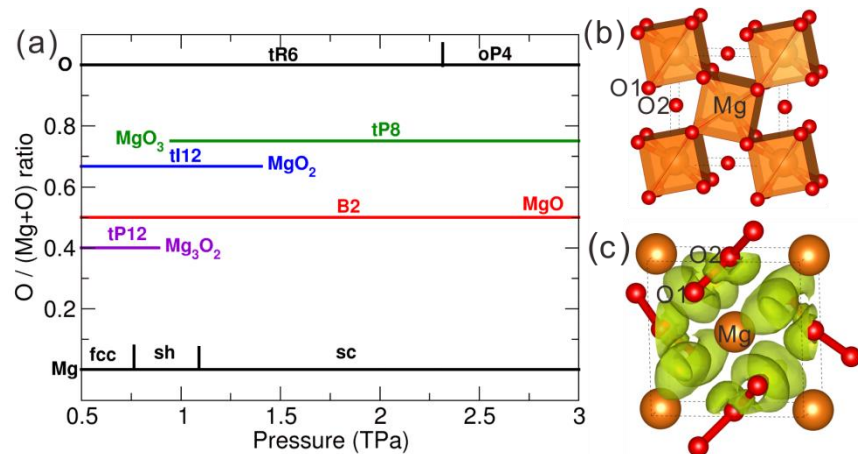 (a)
O / (Mg+O) ratio
O
tR6
oP4
0.8
MgO3
tP8
tI12
MgO2
0.6
B2
MgO
0.4
tP12
Mg3O2
0.2
Mg
fcc
sh
sc
0.5
1
1.5
2
2.5
3
Pressure (TPa)
(b)
O1
O2
Mg
(c)
O2
O1
Mg